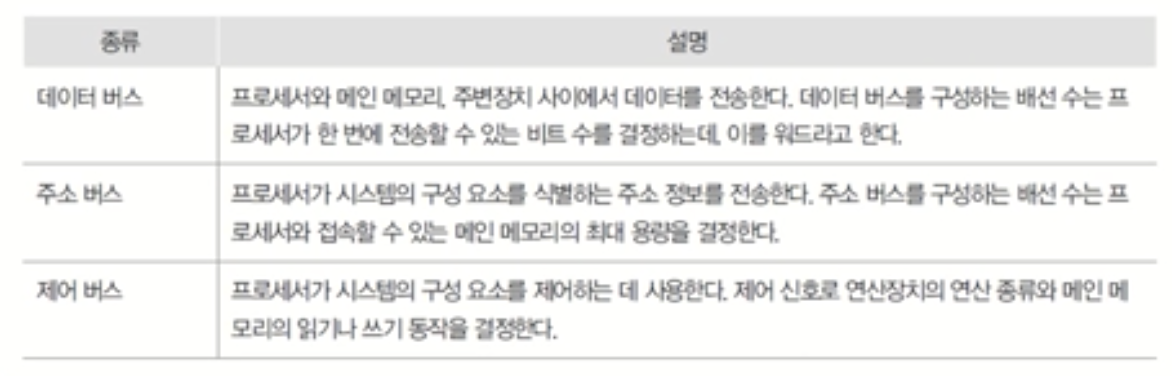 종류 설명
데이터 버스 프로세서와 메인 메모리, 주변장치 사이에서 데이터를 전송한다. 데이터 버스를 구성하는 배선 수는 프
로세서가 한 번에 전송할 수 있는 비트 수를 결정하는데, 이를 워드라고 한다.
주소 버스 프로세서가 시스템의 구성 요소를 식별하는 주소 정보를 전송한다. 주소 버스를 구성하는 배선 수는 프
로세서와 접속할 수 있는 메인 메모리의 최대 용량을 결정한다.
제어 버스 프로세서가 시스템의 구성 요소를 제어하는 데 사용한다. 제어 신호로 연산장치의 연산 종류와 메인 메
모리의 읽기나 쓰기 동작을 결정한다.